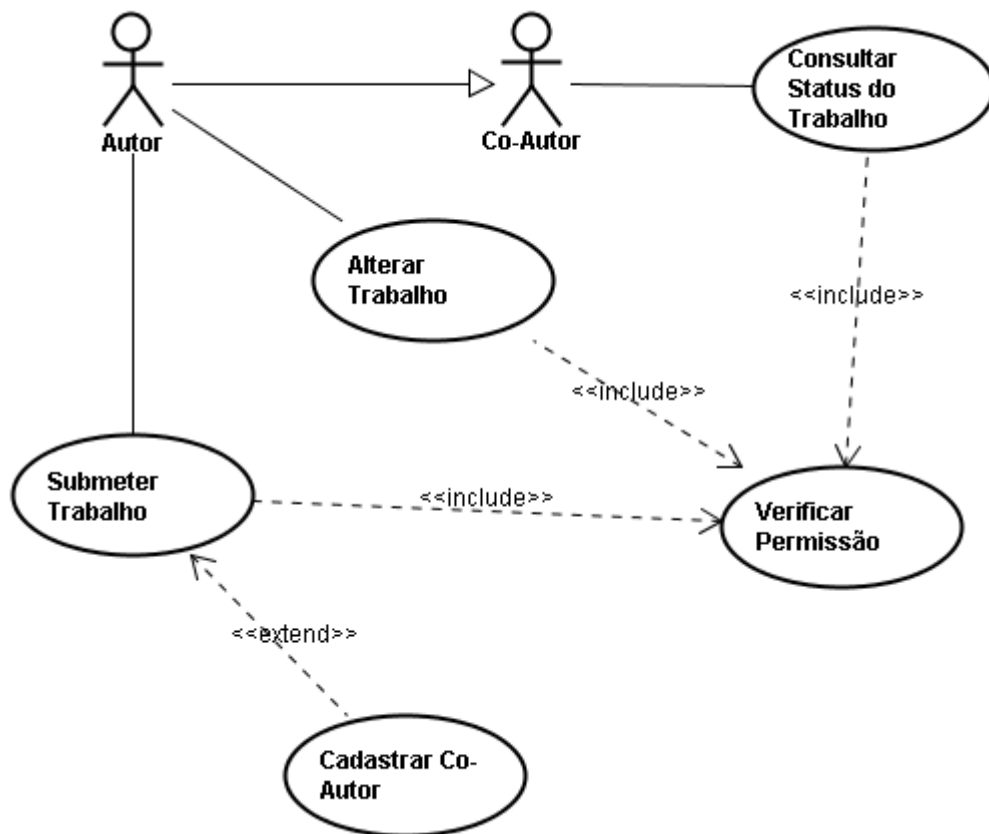 Consultar
Status do
Trabalho
Autor
Co-Autor
Alterar
Trabalho
<<include>>
<<include>>
Submeter
Trabalho
<<include>>
Verificar
Permissão
<<extend>>
Cadastrar Co-
Autor